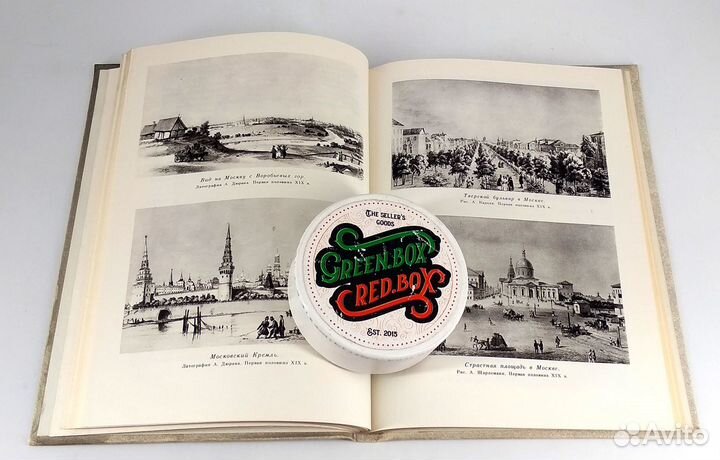 Вид на Москву с Воробьевых гор
Литография А. Дюрана. Первая половина XIX в.
Московский Кремль.
Литография А. Дюрана. Первая половина XIX в.
Тверской бульвар в Москве.
Рис. А. Кадоля. Первая половина XIX в.
Страстная площадь в Москве.
Рис. А. Шарлеманя. Первая половина XIX в.
THE SELLER'S
GOODS
GREEN.BOX
RED.BOX
EST. 2015
Avito